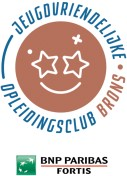 JEUGDVRIENDELIJKE
OPLEIDINGSCLUB BRONS
BNP PARIBAS
FORTIS